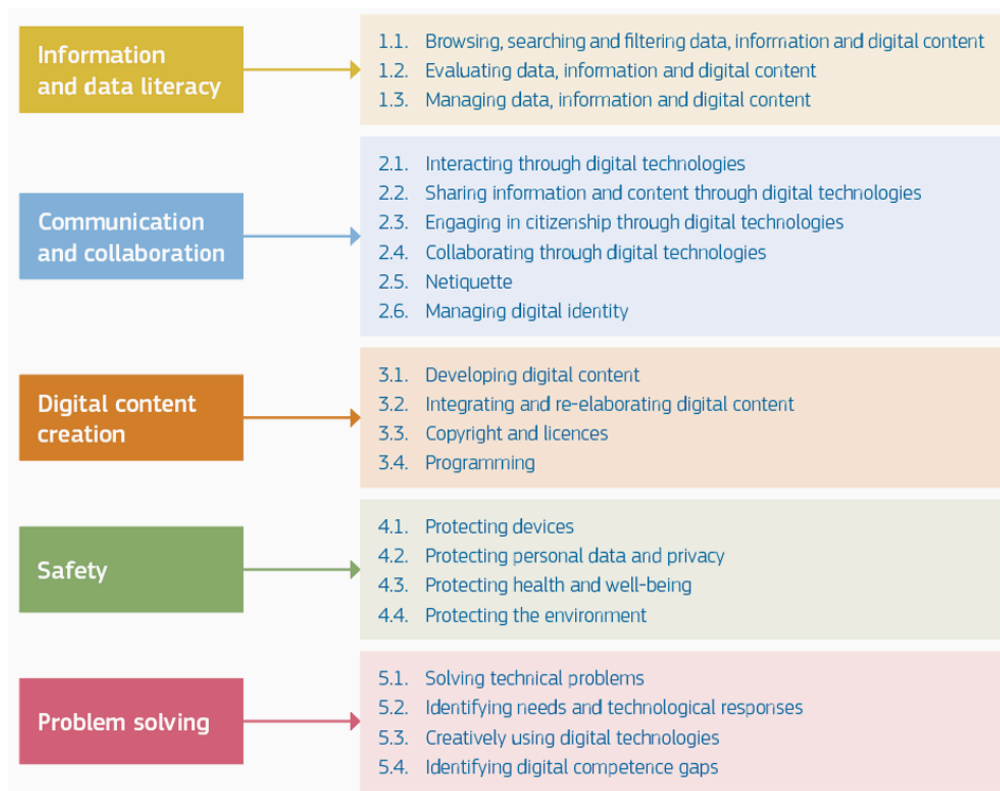 Information
and data literacy
1.1. Browsing, searching and filtering data, information and digital content
1.2. Evaluating data, information and digital content
1.3. Managing data, information and digital content
Communication
and collaboration
2.1. Interacting through digital technologies
2.2. Sharing information and content through digital technologies
2.3. Engaging in citizenship through digital technologies
2.4. Collaborating through digital technologies
2.5. Netiquette
2.6. Managing digital identity
Digital content
creation
3.1. Developing digital content
3.2. Integrating and re-elaborating digital content
3.3. Copyright and licences
3.4. Programming
Safety
4.1. Protecting devices
4.2. Protecting personal data and privacy
4.3. Protecting health and well-being
4.4. Protecting the environment
Problem solving
5.1. Solving technical problems
5.2. Identifying needs and technological responses
5.3. Creatively using digital technologies
5.4. Identifying digital competence gaps